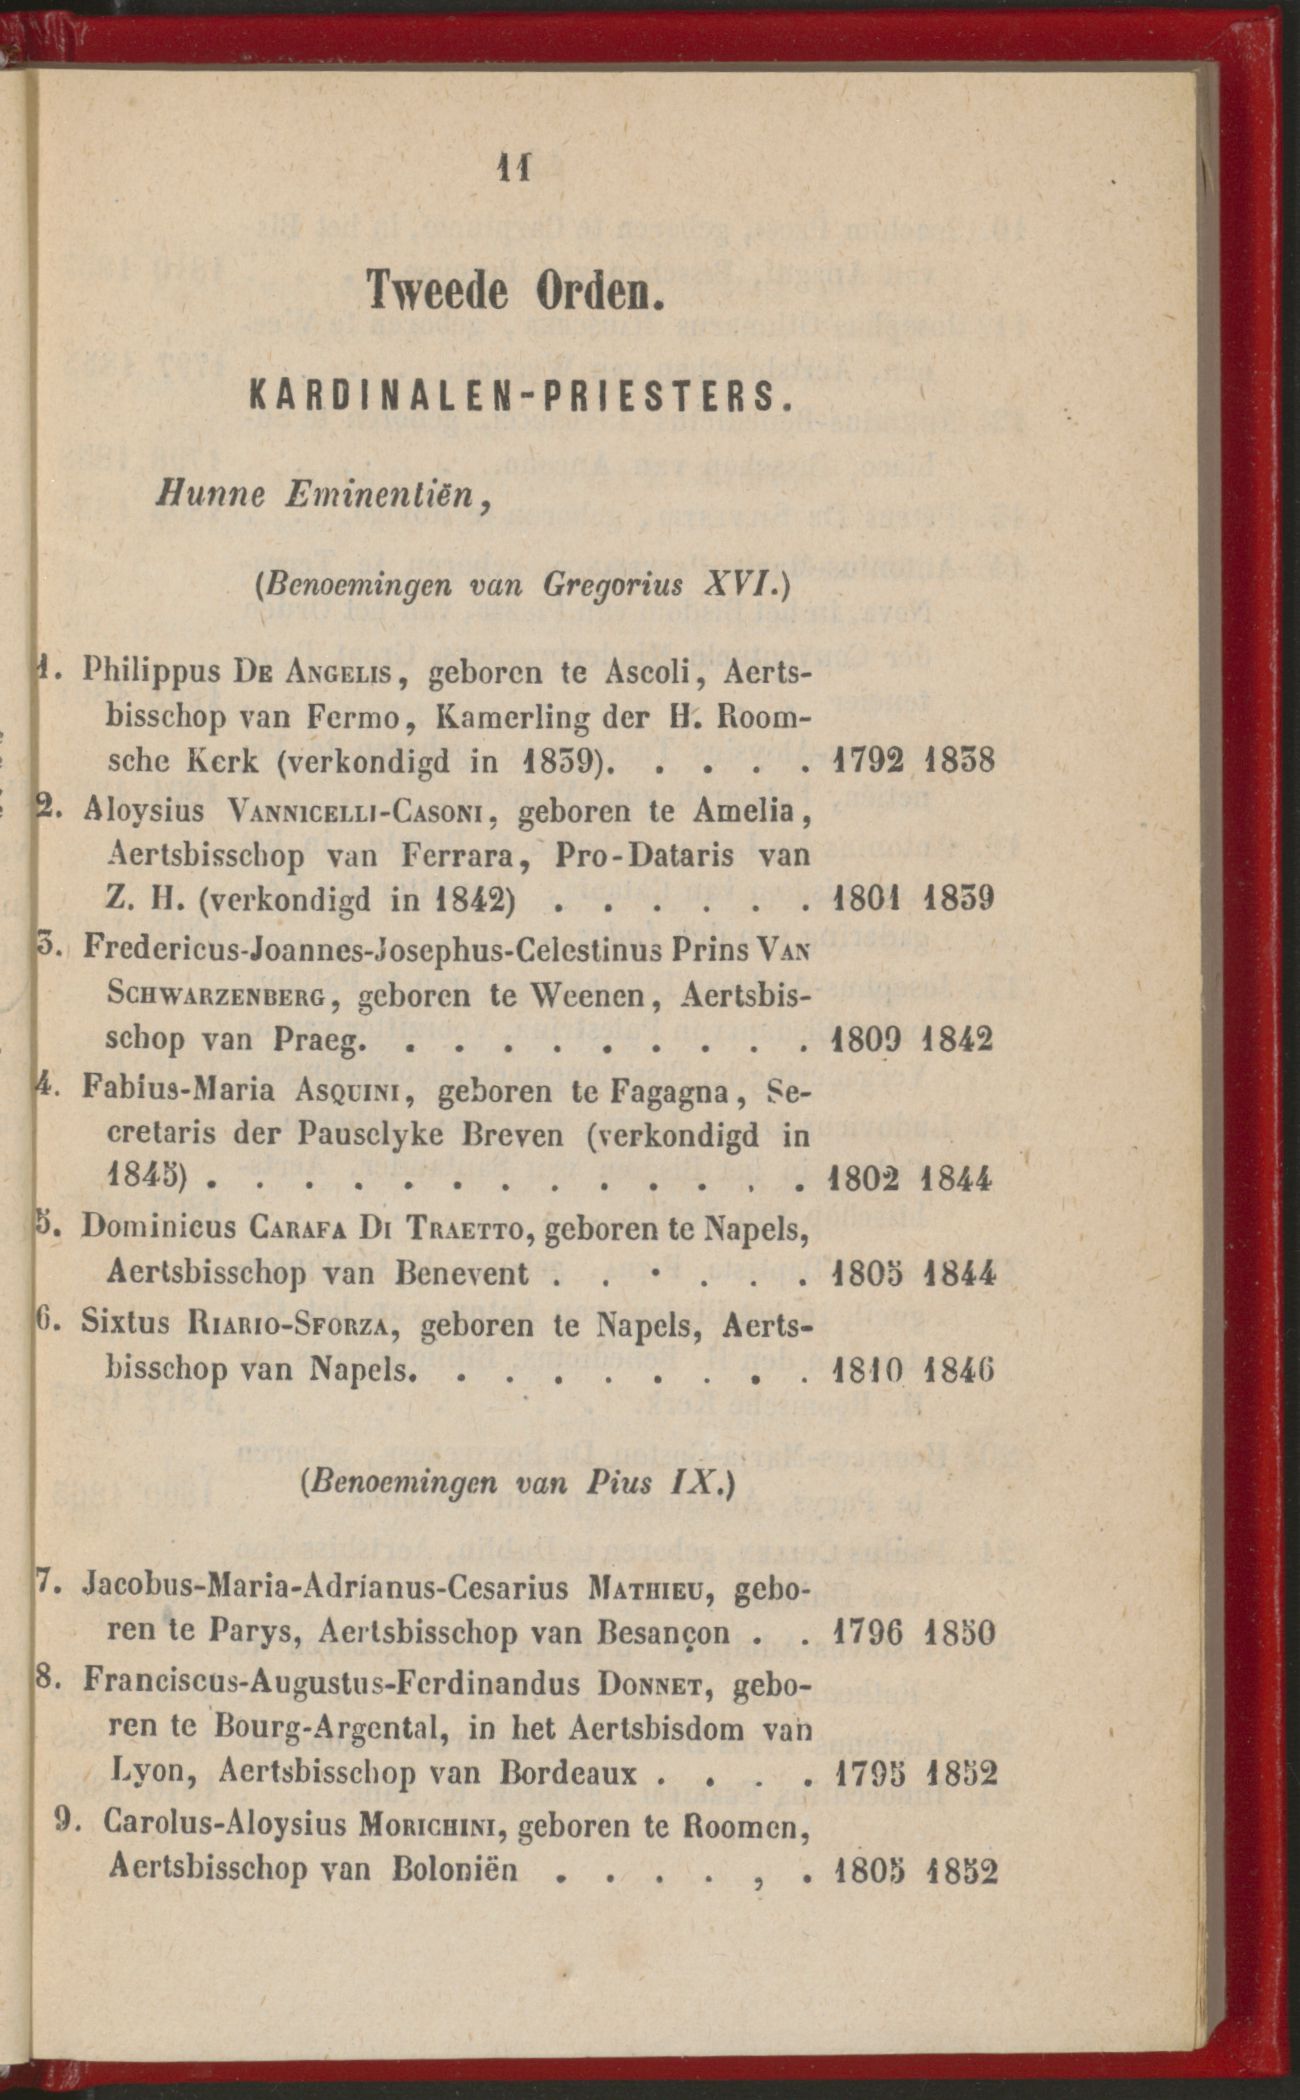 11
Tweede Orden.
KARDINALEN-PRIESTERS.
Hunne Eminentiën,
(Benoemingen van Gregorius XVI.)
1. Philippus De Angelis, geboren te Ascoli, Aerts-
bisschop van Fermo, Kamerling der H. Room-
sche Kerk (verkondigd in 1839). . . . . . 1792 1838
2. Aloysius Vannicelli-Casoni, geboren te Amelia,
Aertsbisschop van Ferrara, Pro-Dataris van
Z. H. (verkondigd in 1842) . . . . . . 1801 1839
3. Fredericus-Joannes-Josephus-Celestinus Prins Van
Schwarzenberg, geboren te Weenen, Aertsbis-
schop van Praeg. . . . . . . . . . 1809 1842
4. Fabius-Maria Asquini, geboren te Fagagna, Se-
cretaris der Pauselyke Breven (verkondigd in
1845) . . . . . . . . . . . . . 1802 1844
5. Dominicus Carafa Di Traetto, geboren te Napels,
Aertsbisschop van Benevent . . . . . . 1805 1844
6. Sixtus Riario-Sforza, geboren te Napels, Aerts-
bisschop van Napels. . . . . . . . . 1810 1846
(Benoemingen van Pius IX.)
7. Jacobus-Maria-Adrianus-Cesarius Mathieu, gebo-
ren te Parys, Aertsbisschop van Besançon . . 1796 1850
8. Franciscus-Augustus-Ferdinandus Donnet, gebo-
ren te Bourg-Argental, in het Aertsbisdom van
Lyon, Aertsbisschop van Bordeaux . . . . 1795 1852
9. Carolus-Aloysius Morichini, geboren te Roomen,
Aertsbisschop van Boloniën . . . . , . 1805 1852